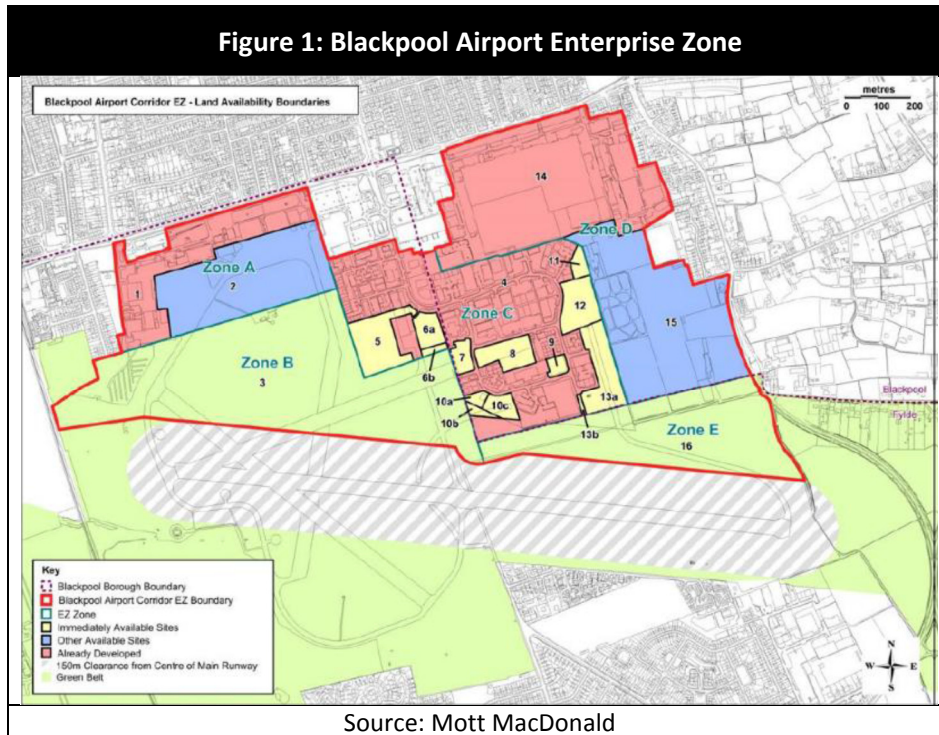 Figure 1: Blackpool Airport Enterprise Zone
Blackpool Airport Corridor EZ - Land Availability Boundaries
metres
0 100 200
14
Zone D
11
Zone A
1
2
4
Zone C
12
15
5
6a
Zone B
3
6b
7
8
9
10a
10c
13a
10b
13b
Zone E
16
Blackpool
Fylde
Key
Blackpool Borough Boundary
Blackpool Airport Corridor EZ Boundary
EZ Zone
Immediately Available Sites
Other Available Sites
Already Developed
150m Clearance from Centre of Main Runway
Green Belt
N
W E
S
Source: Mott MacDonald